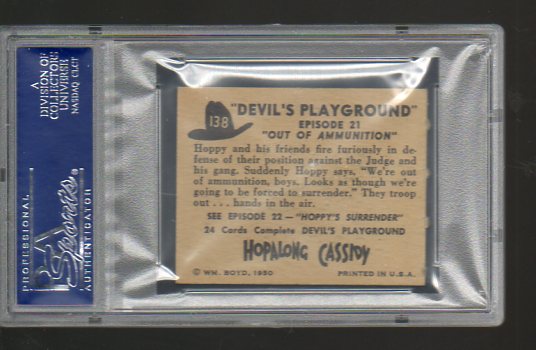 A
DIVISION OF
COLLECTORS
UNIVERSE
NASDAQ: CLCT
PSA
Sports
PROFESSIONAL
AUTHENTICATOR
138
"DEVIL'S PLAYGROUND"
EPISODE 21
"OUT OF AMMUNITION"
Hoppy and his friends fire furiously in de-
fense of their position against the Judge and
his gang. Suddenly Hoppy says, "We're out
of ammunition, boys. Looks as though we're
going to be forced to surrender." They troop
out . . . hands in the air.
SEE EPISODE 22 — "HOPPY'S SURRENDER"
24 Cards Complete DEVIL'S PLAYGROUND
HOPALONG CASSIDY
© WM. BOYD, 1950
PRINTED IN U.S.A.